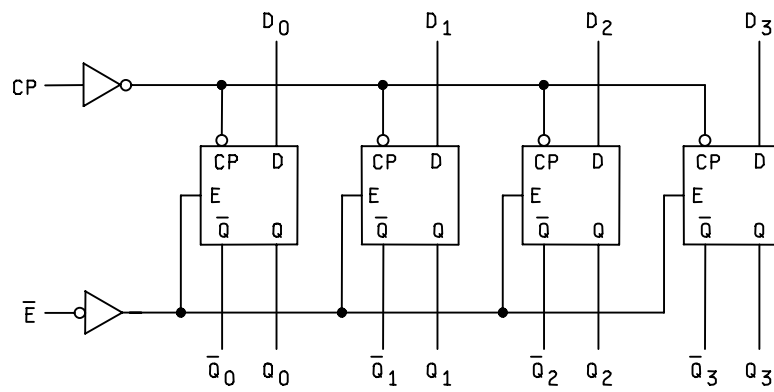 D0 D1 D2 D3
CP
CP D CP D CP D CP D
E E E E
Q̅ Q Q̅ Q Q̅ Q Q̅ Q
E̅
Q̅0 Q0 Q̅1 Q1 Q̅2 Q2 Q̅3 Q3